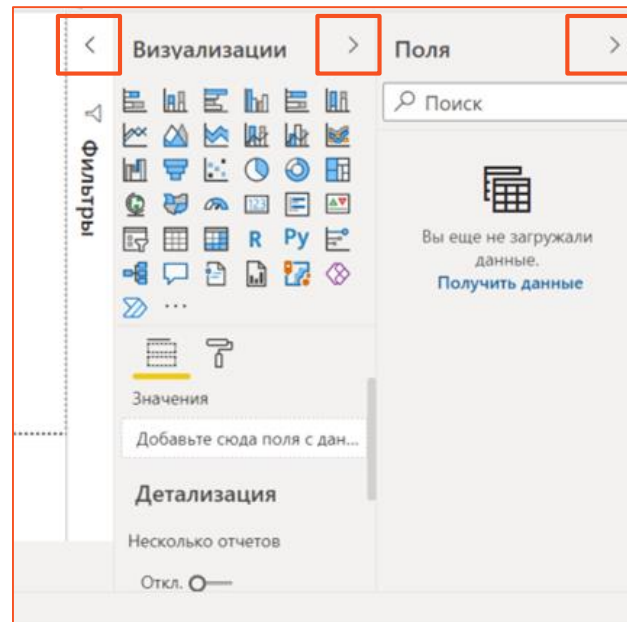 Фильтры
Визуализации
123
R
Py
Значения
Добавьте сюда поля с дан...
Детализация
Несколько отчетов
Откл.
Поля
Поиск
Вы еще не загружали
данные.
Получить данные